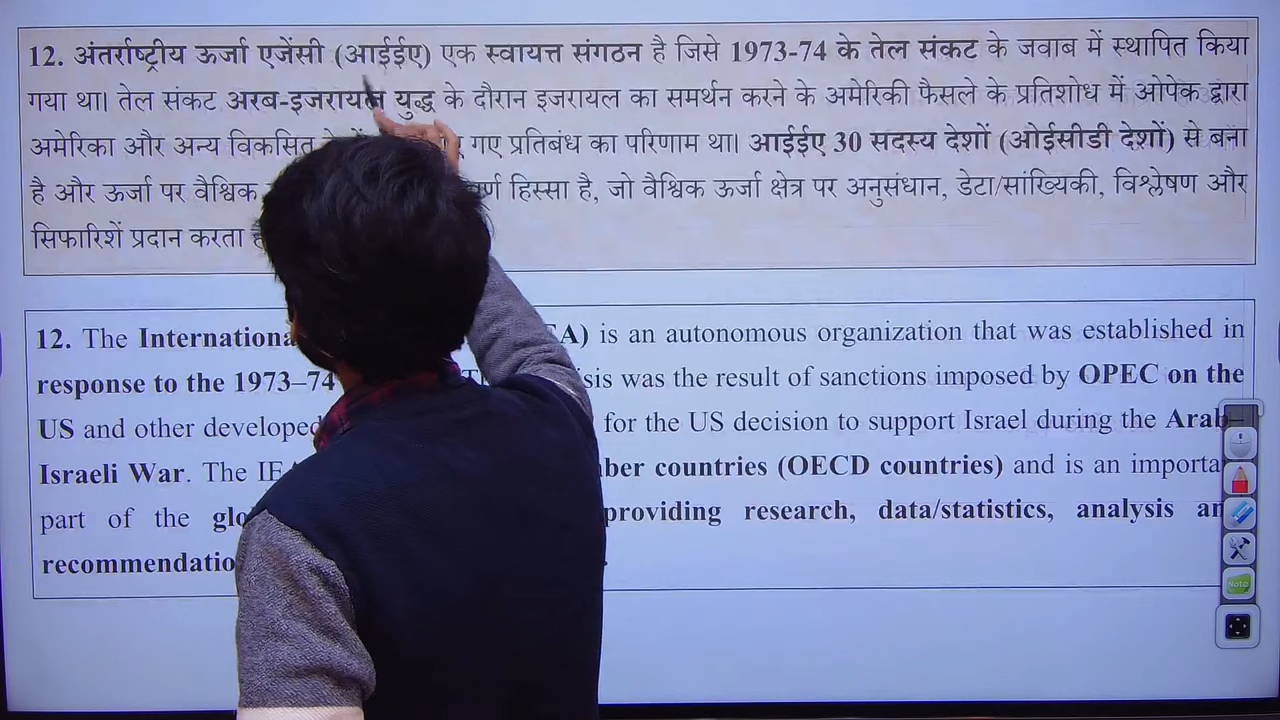 12. अंतर्राष्ट्रीय ऊर्जा एजेंसी (आईईए) एक स्वायत्त संगठन है जिसे 1973-74 के तेल संकट के जवाब में स्थापित किया
गया था। तेल संकट अरब-इजरायल युद्ध के दौरान इजरायल का समर्थन करने के अमेरिकी फैसले के प्रतिशोध में ओपेक द्वारा
अमेरिका और अन्य विकसित गए प्रतिबंध का परिणाम था। आईईए 30 सदस्य देशों (ओईसीडी देशों) से बना
है और ऊर्जा पर वैश्विक हिस्सा है, जो वैश्विक ऊर्जा क्षेत्र पर अनुसंधान, डेटा/सांख्यिकी, विश्लेषण और
सिफारिशें प्रदान करता
12. The Internationa A) is an autonomous organization that was established in
response to the 1973–74 sis was the result of sanctions imposed by OPEC on the
US and other developed for the US decision to support Israel during the Arab–
Israeli War. The IEA ber countries (OECD countries) and is an importa
part of the glo providing research, data/statistics, analysis an
recommendatio
Note